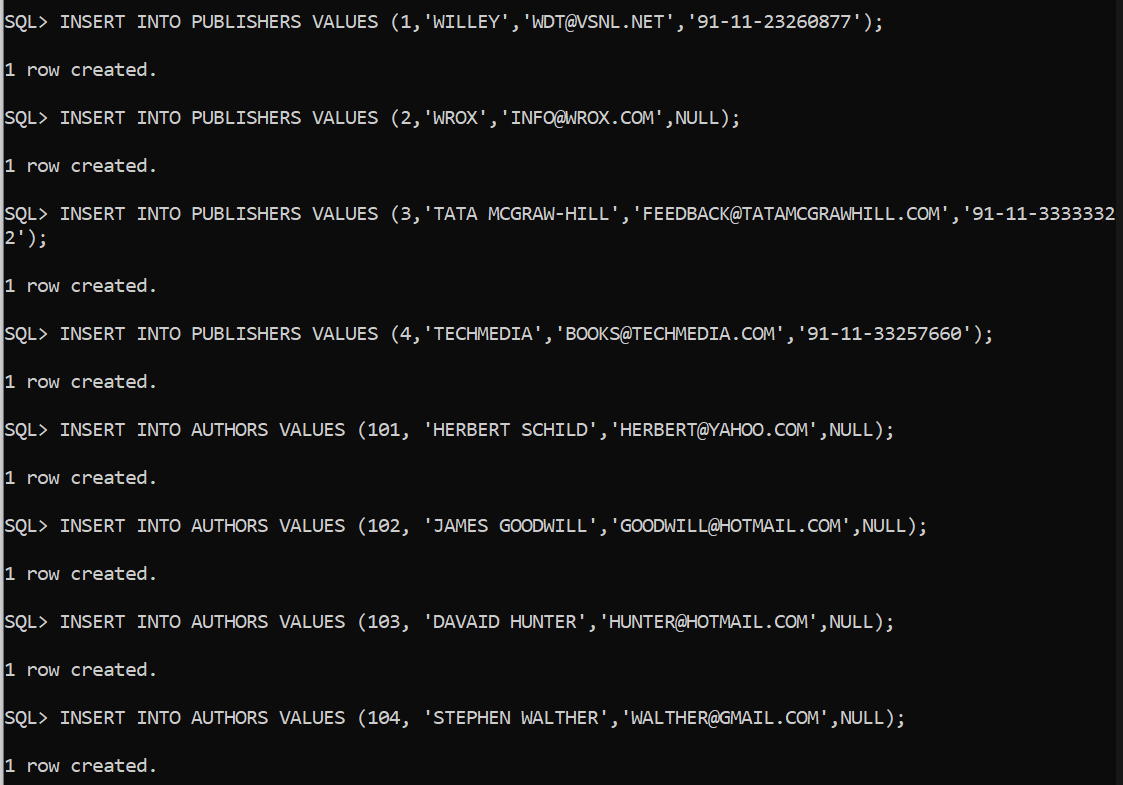 SQL> INSERT INTO PUBLISHERS VALUES (1,'WILLEY','WDT@VSNL.NET','91-11-23260877');
1 row created.
SQL> INSERT INTO PUBLISHERS VALUES (2,'WROX','INFO@WROX.COM',NULL);
1 row created.
SQL> INSERT INTO PUBLISHERS VALUES (3,'TATA MCGRAW-HILL','FEEDBACK@TATAMCGRAWHILL.COM','91-11-3333332
2');
1 row created.
SQL> INSERT INTO PUBLISHERS VALUES (4,'TECHMEDIA','BOOKS@TECHMEDIA.COM','91-11-33257660');
1 row created.
SQL> INSERT INTO AUTHORS VALUES (101, 'HERBERT SCHILD','HERBERT@YAHOO.COM',NULL);
1 row created.
SQL> INSERT INTO AUTHORS VALUES (102, 'JAMES GOODWILL','GOODWILL@HOTMAIL.COM',NULL);
1 row created.
SQL> INSERT INTO AUTHORS VALUES (103, 'DAVAID HUNTER','HUNTER@HOTMAIL.COM',NULL);
1 row created.
SQL> INSERT INTO AUTHORS VALUES (104, 'STEPHEN WALTHER','WALTHER@GMAIL.COM',NULL);
1 row created.